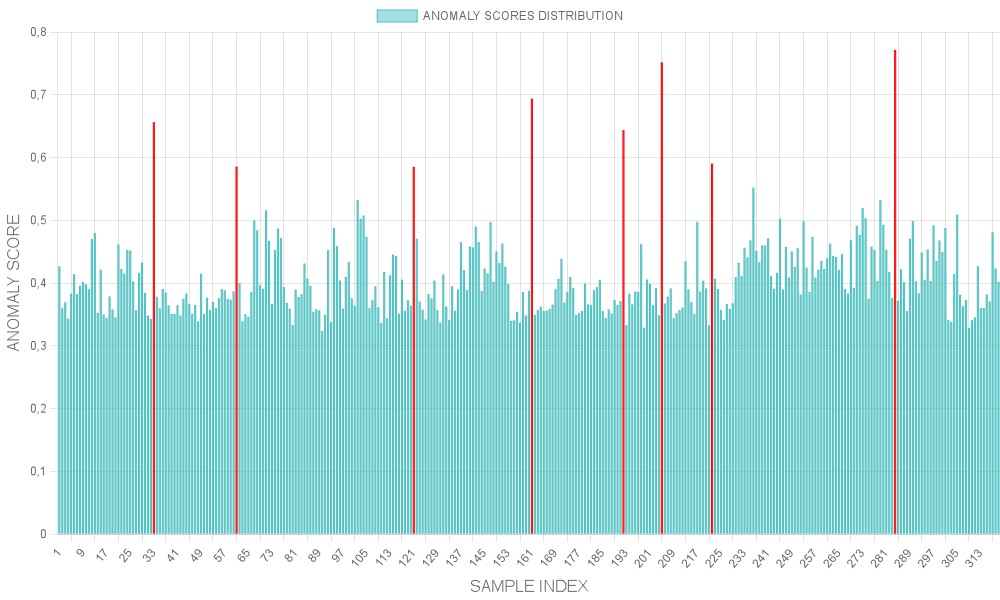 ANOMALY SCORES DISTRIBUTION
0,8
0,7
0,6
0,5
0,4
0,3
0,2
0,1
0
ANOMALY SCORE
1 9 17 25 33 41 49 57 65 73 81 89 97 105 113 121 129 137 145 153 161 169 177 185 193 201 209 217 225 233 241 249 257 265 273 281 289 297 305 313
SAMPLE INDEX